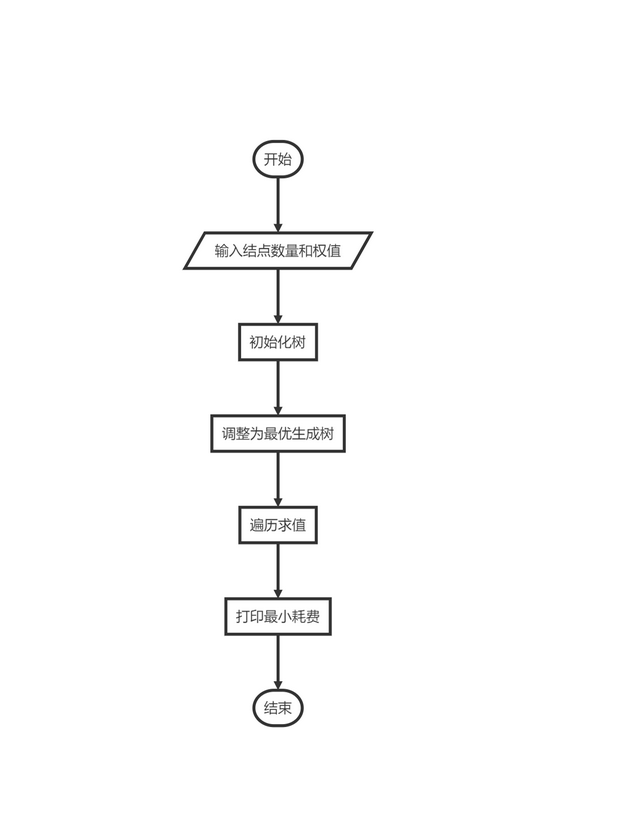 开始
输入结点数量和权值
初始化树
调整为最优生成树
遍历求值
打印最小耗费
结束